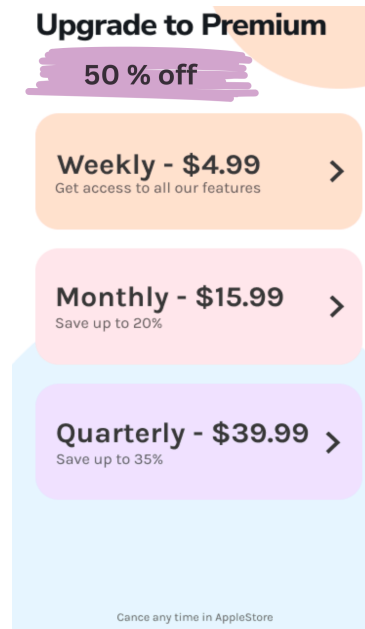 Upgrade to Premium
50 % off
Weekly - $4.99
Get access to all our features
Monthly - $15.99
Save up to 20%
Quarterly - $39.99
Save up to 35%
Cance any time in AppleStore